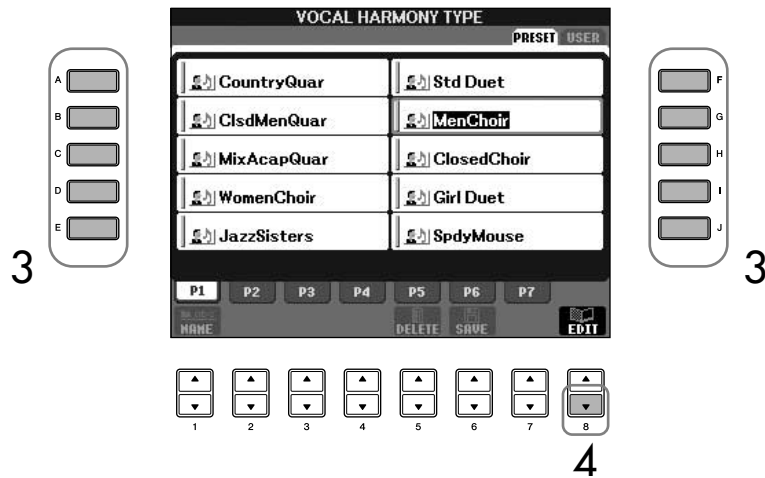 VOCAL HARMONY TYPE
PRESET USER
A CountryQuar Std Duet F
B ClsdMenQuar MenChoir G
C MixAcapQuar ClosedChoir H
D WomenChoir Girl Duet I
E JazzSisters SpdyMouse J
3 3
P1 P2 P3 P4 P5 P6 P7
NAME DELETE SAVE EDIT
1 2 3 4 5 6 7 8
4